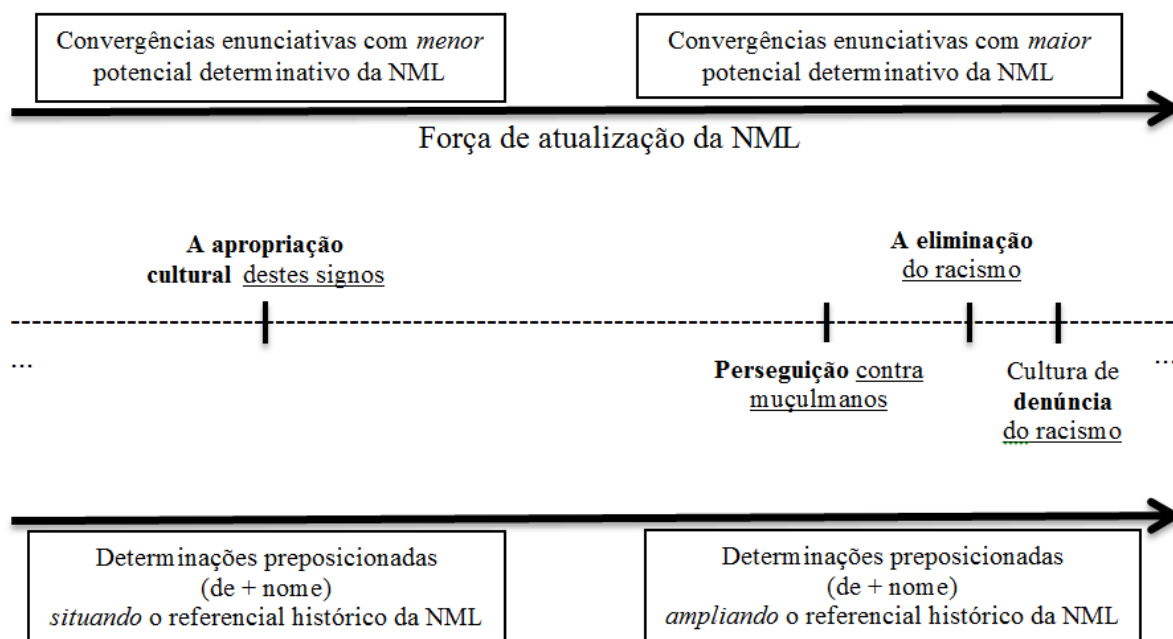 Convergências enunciativas com menor
potencial determinativo da NML
Convergências enunciativas com maior
potencial determinativo da NML
Força de atualização da NML
A apropriação
cultural destes signos
A eliminação
do racismo
...
Perseguição contra
muçulmanos
Cultura de
denúncia
do racismo
...
Determinações preposicionadas
(de + nome)
situando o referencial histórico da NML
Determinações preposicionadas
(de + nome)
ampliando o referencial histórico da NML